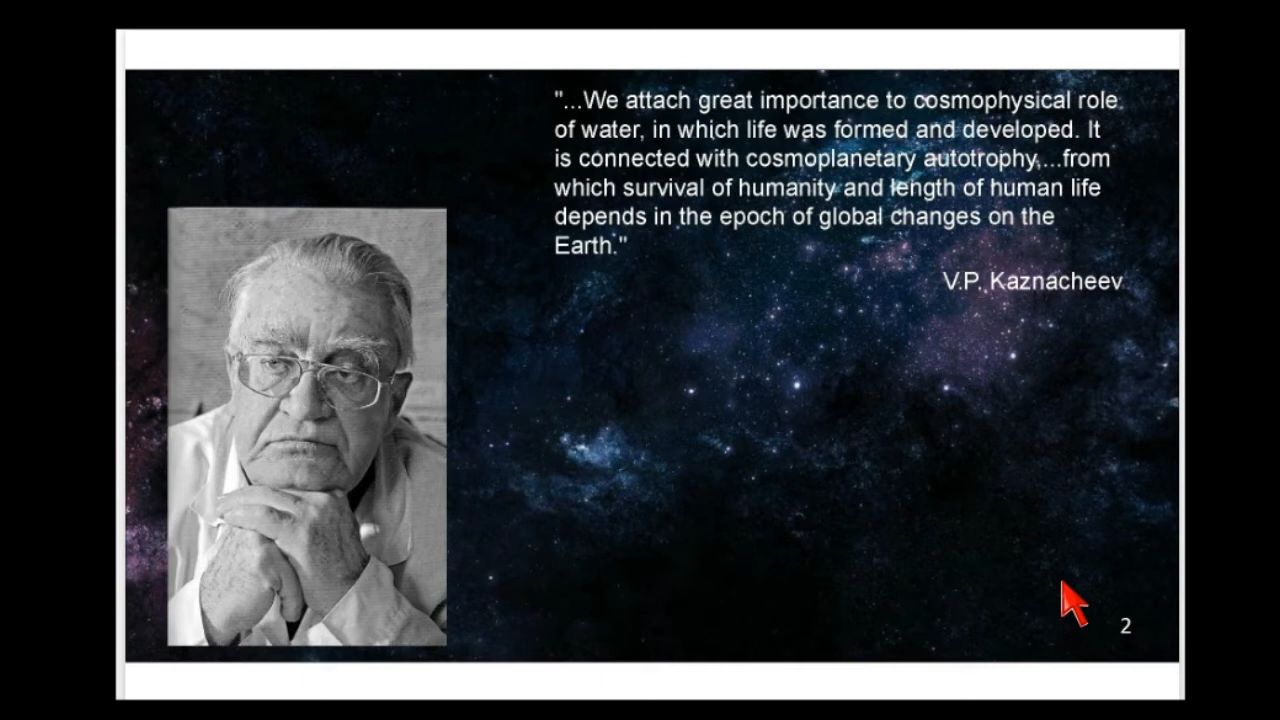 "...We attach great importance to cosmophysical role
of water, in which life was formed and developed. It
is connected with cosmoplanetary autotrophy,...from
which survival of humanity and length of human life
depends in the epoch of global changes on the
Earth."
V.P. Kaznacheev
2